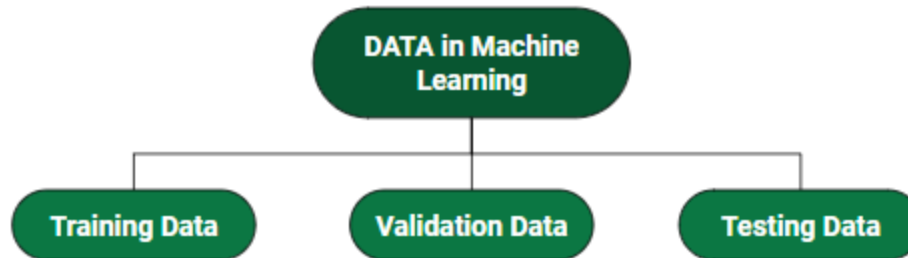 DATA in Machine
Learning
Training Data
Validation Data
Testing Data